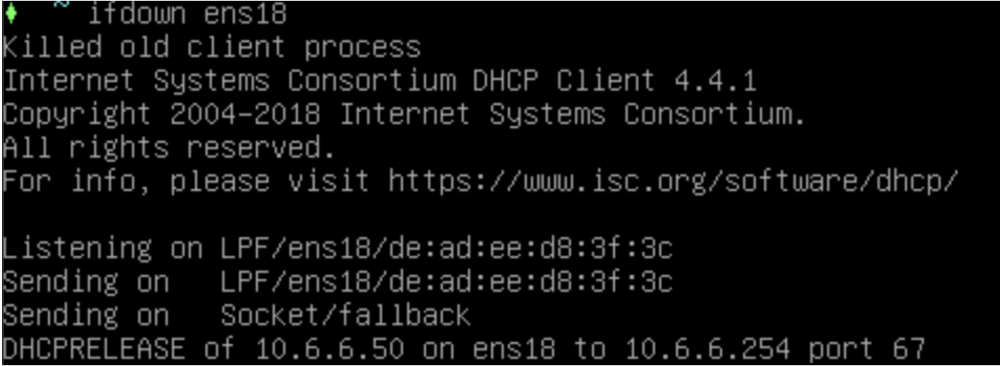 ♦ ~ ifdown ens18
Killed old client process
Internet Systems Consortium DHCP Client 4.4.1
Copyright 2004-2018 Internet Systems Consortium.
All rights reserved.
For info, please visit https://www.isc.org/software/dhcp/

Listening on LPF/ens18/de:ad:ee:d8:3f:3c
Sending on   LPF/ens18/de:ad:ee:d8:3f:3c
Sending on   Socket/fallback
DHCPRELEASE of 10.6.6.50 on ens18 to 10.6.6.254 port 67